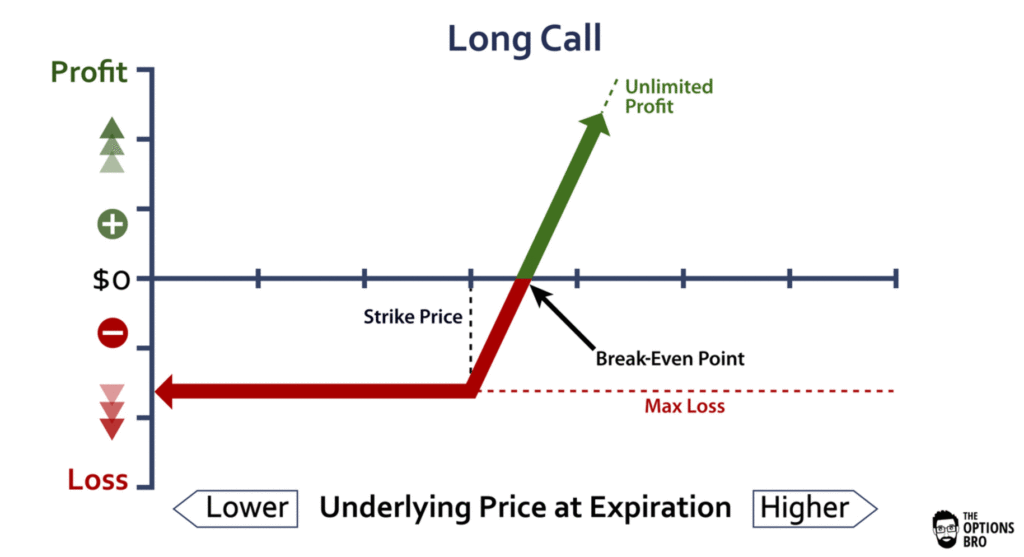 Long Call
Profit
Unlimited
Profit
$0
Strike Price
Break-Even Point
Max Loss
Loss
Lower
Underlying Price at Expiration
Higher
THE
OPTIONS
BRO